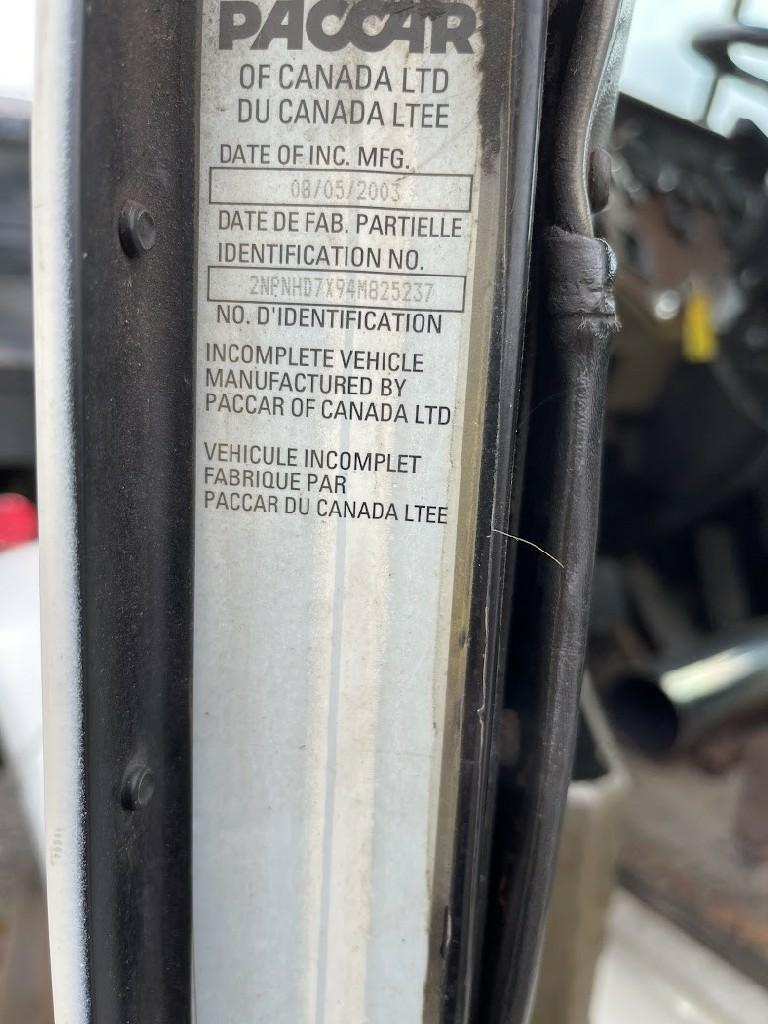 PACCAR
OF CANADA LTD
DU CANADA LTEE
DATE OF INC. MFG.
08/05/2003
DATE DE FAB. PARTIELLE
IDENTIFICATION NO.
2NPNHD7X94M825237
NO. D'IDENTIFICATION
INCOMPLETE VEHICLE
MANUFACTURED BY
PACCAR OF CANADA LTD
VEHICULE INCOMPLET
FABRIQUE PAR
PACCAR DU CANADA LTEE